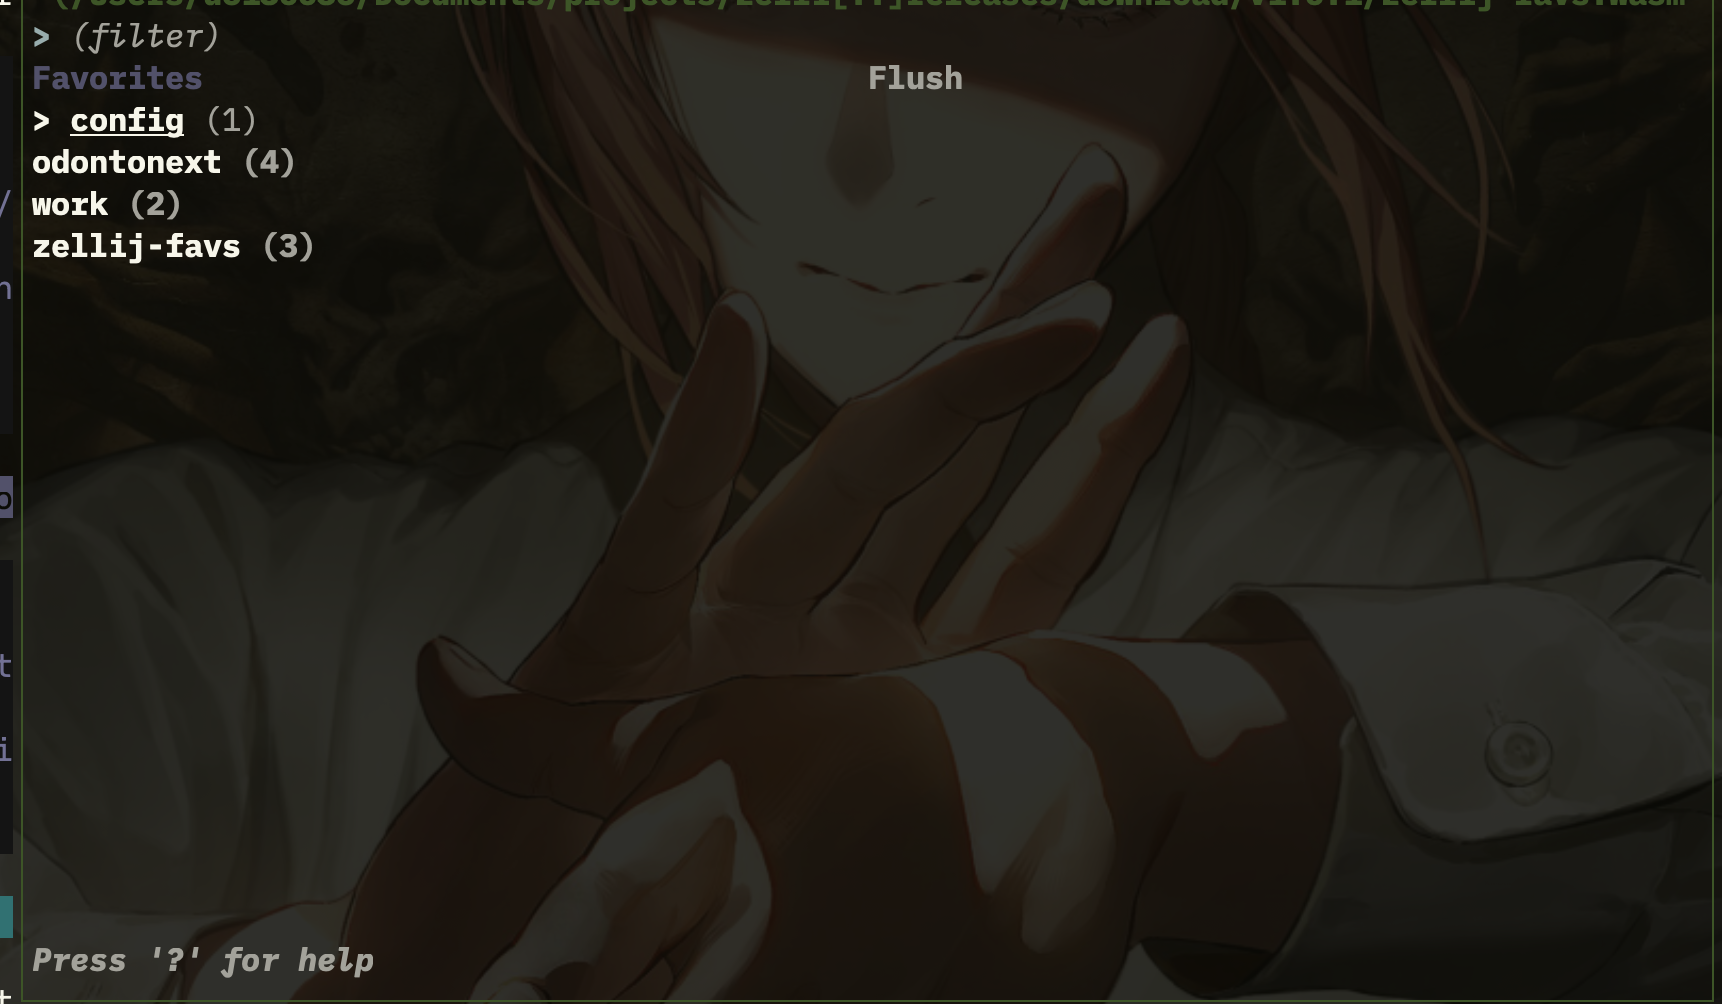 > (filter)
Favorites Flush
> config (1)
odontonext (4)
work (2)
zellij-favs (3)
Press '?' for help